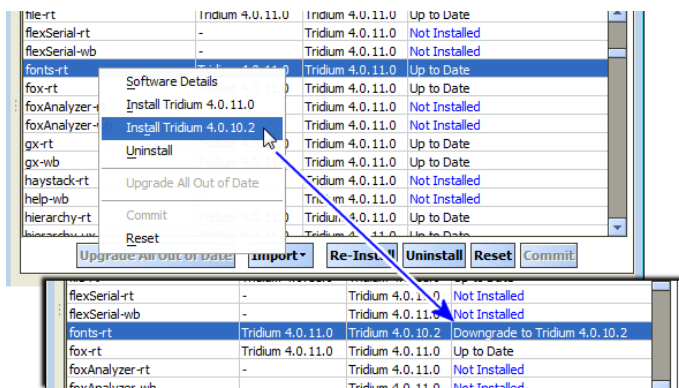 file-rt Tridium 4.0.11.0 Tridium 4.0.11.0 Up to Date
flexSerial-rt - Tridium 4.0.11.0 Not Installed
flexSerial-wb - Tridium 4.0.11.0 Not Installed
fonts-rt Tridium 4.0.11.0 Up to Date
fox-rt Tridium 4.0.11.0 Up to Date
foxAnalyzer- Tridium 4.0.11.0 Not Installed
foxAnalyzer- Tridium 4.0.11.0 Not Installed
gx-rt Tridium 4.0.11.0 Up to Date
gx-wb Tridium 4.0.11.0 Up to Date
haystack-rt Tridium 4.0.11.0 Not Installed
help-wb Tridium 4.0.11.0 Not Installed
hierarchy-rt Tridium 4.0.11.0 Up to Date
Software Details
Install Tridium 4.0.11.0
Install Tridium 4.0.10.2
Uninstall
Upgrade All Out of Date
Commit
Reset
Upgrade All Out of Date Import Re-Install Uninstall Reset Commit
flexSerial-rt - Tridium 4.0.11.0 Not Installed
flexSerial-wb - Tridium 4.0.11.0 Not Installed
fonts-rt Tridium 4.0.11.0 Tridium 4.0.10.2 Downgrade to Tridium 4.0.10.2
fox-rt Tridium 4.0.11.0 Tridium 4.0.11.0 Up to Date
foxAnalyzer-rt - Tridium 4.0.11.0 Not Installed
foxAnalyzer-wb - Tridium 4.0.11.0 Not Installed